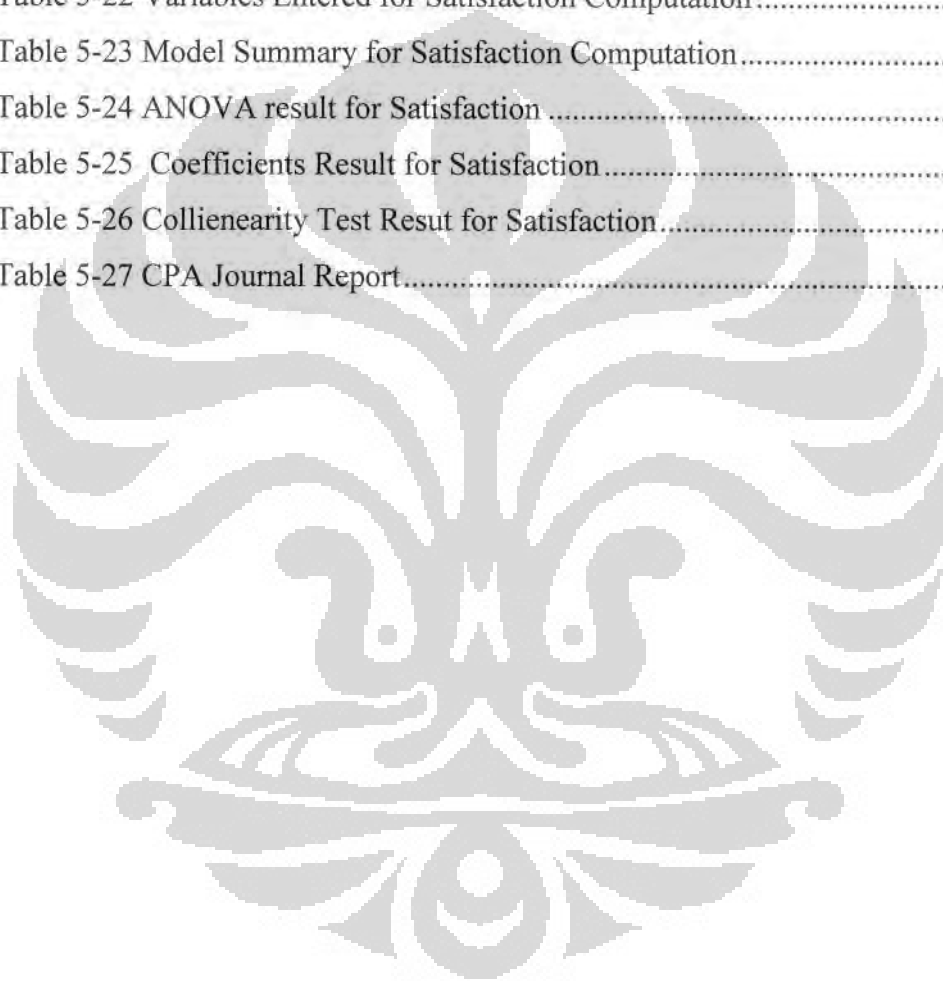 Table 5-22 Variables Entered for Satisfaction Computation..............................
Table 5-23 Model Summary for Satisfaction Computation..............................
Table 5-24 ANOVA result for Satisfaction ..............................
Table 5-25 Coefficients Result for Satisfaction..............................
Table 5-26 Collienearity Test Resut for Satisfaction..............................
Table 5-27 CPA Journal Report..............................